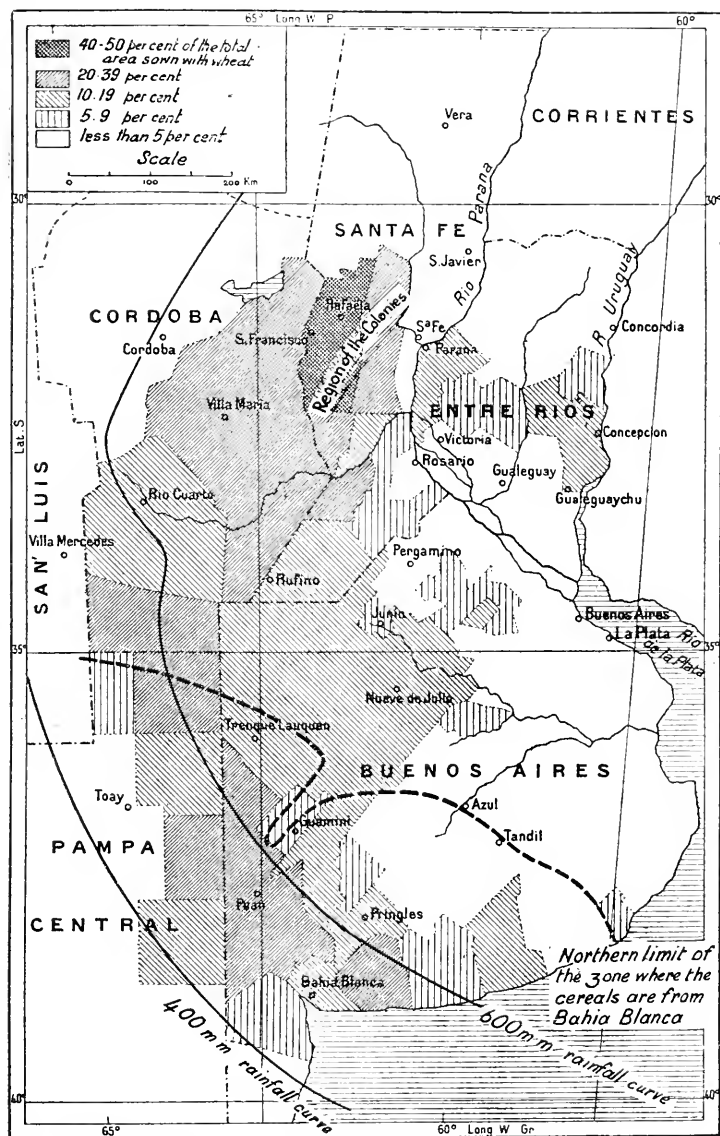 65° Long W P.
60°
40-50 per cent of the total
area sown with wheat
20.39 per cent
10.19 per cent
5.9 per cent
less than 5 per cent
Scale
0 100 200 Km
Vera
CORRIENTES
30°
30°
SANTA FE
Rio Parana
S. Javier
R. Uruguay
CORDOBA
Cordoba
Rafaela
S. Francisco
Region of the Colonies
Sª Fe
Parana
Concordia
Villa Maria
ENTRE RIOS
Lat. S
Victoria
Concepcion
Rosario
Gualeguay
Gualeguaychu
Rio Cuarto
SAN LUIS
Villa Mercedes
Rufino
Pergamino
Junin
Buenos Aires
La Plata
Rio de la Plata
35°
35°
Nueve de Julio
Trenque Lauquen
BUENOS AIRES
Toay
Guamini
Azul
Tandil
PAMPA
CENTRAL
Puan
Pringles
Bahia Blanca
Northern limit of
the zone where the
cereals are from
Bahia Blanca
400 mm rainfall curva
600 mm rainfall curve
40°
40°
65°
60° Long W Gr